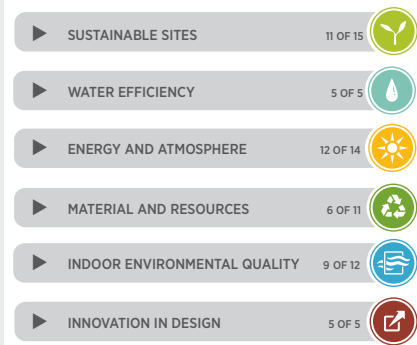 SUSTAINABLE SITES 11 OF 15
WATER EFFICIENCY 5 OF 5
ENERGY AND ATMOSPHERE 12 OF 14
MATERIAL AND RESOURCES 6 OF 11
INDOOR ENVIRONMENTAL QUALITY 9 OF 12
INNOVATION IN DESIGN 5 OF 5